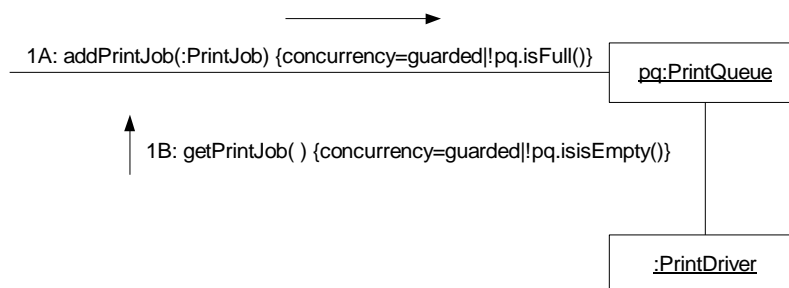 1A: addPrintJob(:PrintJob) {concurrency=guarded|!pq.isFull()}
pq:PrintQueue
1B: getPrintJob( ) {concurrency=guarded|!pq.isisEmpty()}
:PrintDriver